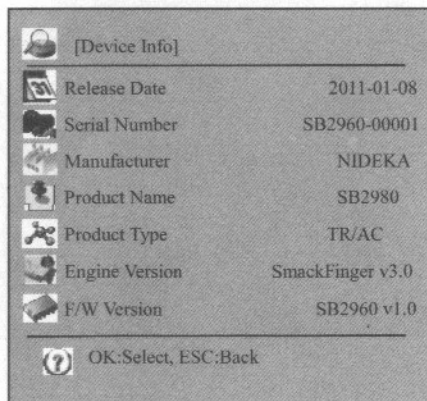 [Device Info]
Release Date 2011-01-08
Serial Number SB2960-00001
Manufacturer NIDEKA
Product Name SB2980
Product Type TR/AC
Engine Version SmackFinger v3.0
F/W Version SB2960 v1.0
OK:Select, ESC:Back